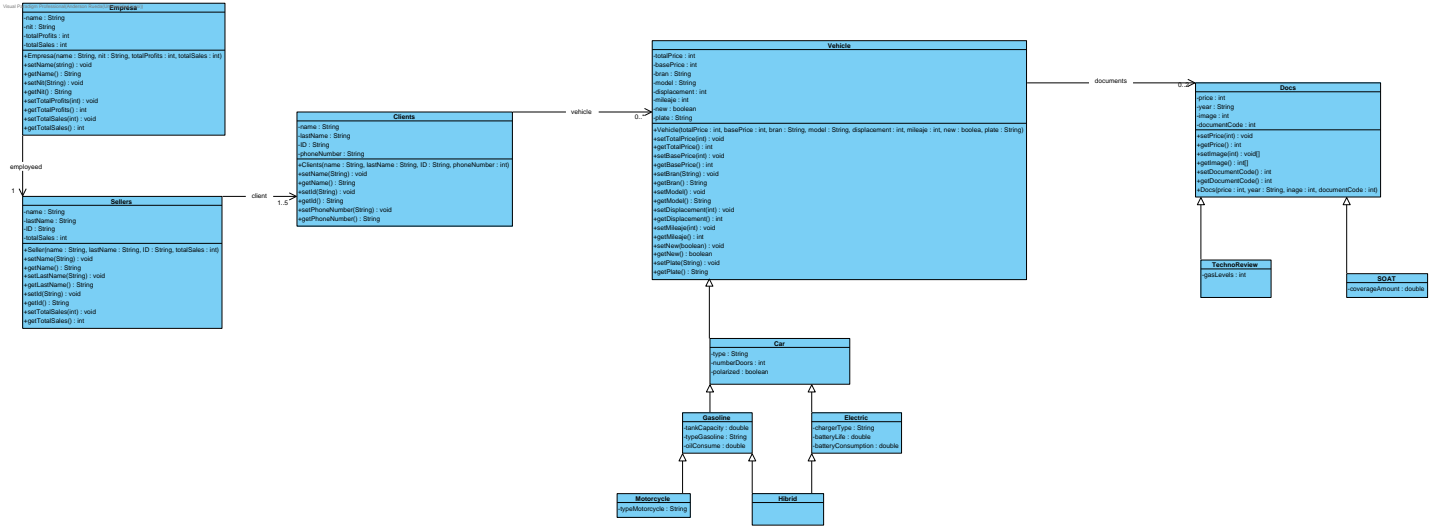 Empresa
-name : String
-nit : String
-totalProfits : int
-totalSales : int
+Empresa(name : String, nit : String, totalProfits : int, totalSales : int)
+setName(string) : void
+getName() : String
+setNit(String) : void
+getNit() : String
+setTotalProfits(int) : void
+getTotalProfits() : int
+setTotalSales(int) : void
+getTotalSales() : int
employeed
1
Sellers
-name : String
-lastName : String
-ID : String
-totalSales : int
+Seller(name : String, lastName : String, ID : String, totalSales : int)
+setName(String) : void
+getName() : String
+setLastName(String) : void
+getLastName() : String
+setId(String) : void
+getId() : String
+setTotalSales(int) : void
+getTotalSales() : int
client
1..5
Clients
-name : String
-lastName : String
-ID : String
-phoneNumber : String
+Clients(name : String, lastName : String, ID : String, phoneNumber : int)
+setName(String) : void
+getName() : String
+setId(String) : void
+getId() : String
+setPhoneNumber(String) : void
+getPhoneNumber() : String
vehicle
0..*
Vehicle
-totalPrice : int
-basePrice : int
-bran : String
-model : String
-displacement : int
-mileaje : int
-new : boolean
-plate : String
+Vehicle(totalPrice : int, basePrice : int, bran : String, model : String, displacement : int, mileaje : int, new : boolea, plate : String)
+setTotalPrice(int) : void
+getTotalPrice() : int
+setBasePrice(int) : void
+getBasePrice() : int
+setBran(String) : void
+getBran() : String
+setModel() : void
+getModel() : String
+setDisplacement(int) : void
+getDisplacement() : int
+setMileaje(int) : void
+getMileaje() : int
+setNew(boolean) : void
+getNew() : boolean
+setPlate(String) : void
+getPlate() : String
documents
Docs
-price : int
-year : String
-image : int
-documentCode : int
+setPrice(int) : void
+getPrice() : int
+setImage(int) : void[]
+getImage() : int[]
+setDocumentCode() : int
+getDocumentCode() : int
+Docs(price : int, year : String, inage : int, documentCode : int)
TechnoReview
-gasLevels : int
SOAT
-coverageAmount : double
Car
-type : String
-numberDoors : int
-polarized : boolean
Gasoline
-tankCapacity : double
-typeGasoline : String
-oilConsume : double
Electric
-chargerType : String
-batteryLife : double
-batteryConsumption : double
Motorcycle
-typeMotorcycle : String
Hibrid